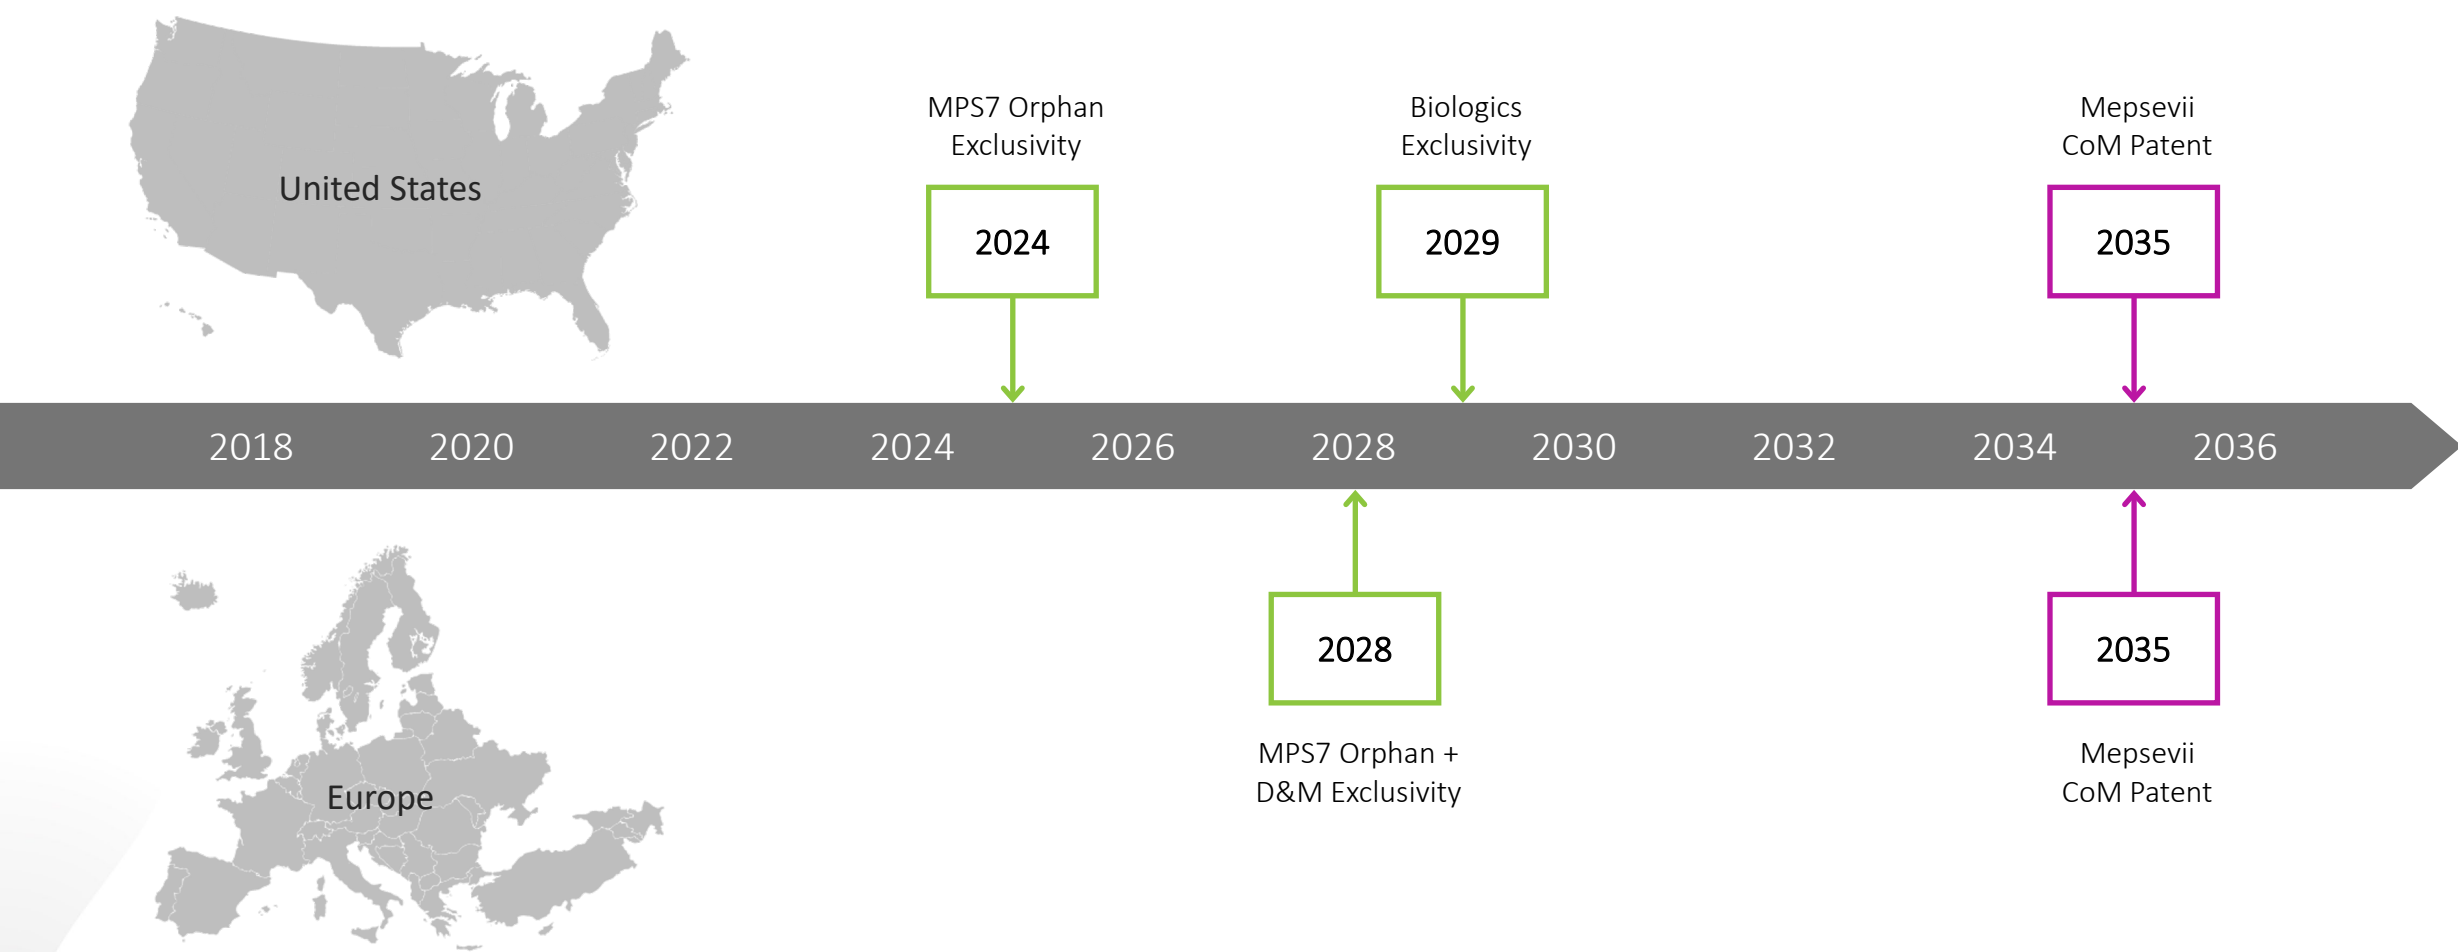 United States
MPS7 Orphan
Exclusivity
2024
Biologics
Exclusivity
2029
Mepsevii
CoM Patent
2035
2018 2020 2022 2024 2026 2028 2030 2032 2034 2036
Europe
2028
MPS7 Orphan +
D&M Exclusivity
2035
Mepsevii
CoM Patent